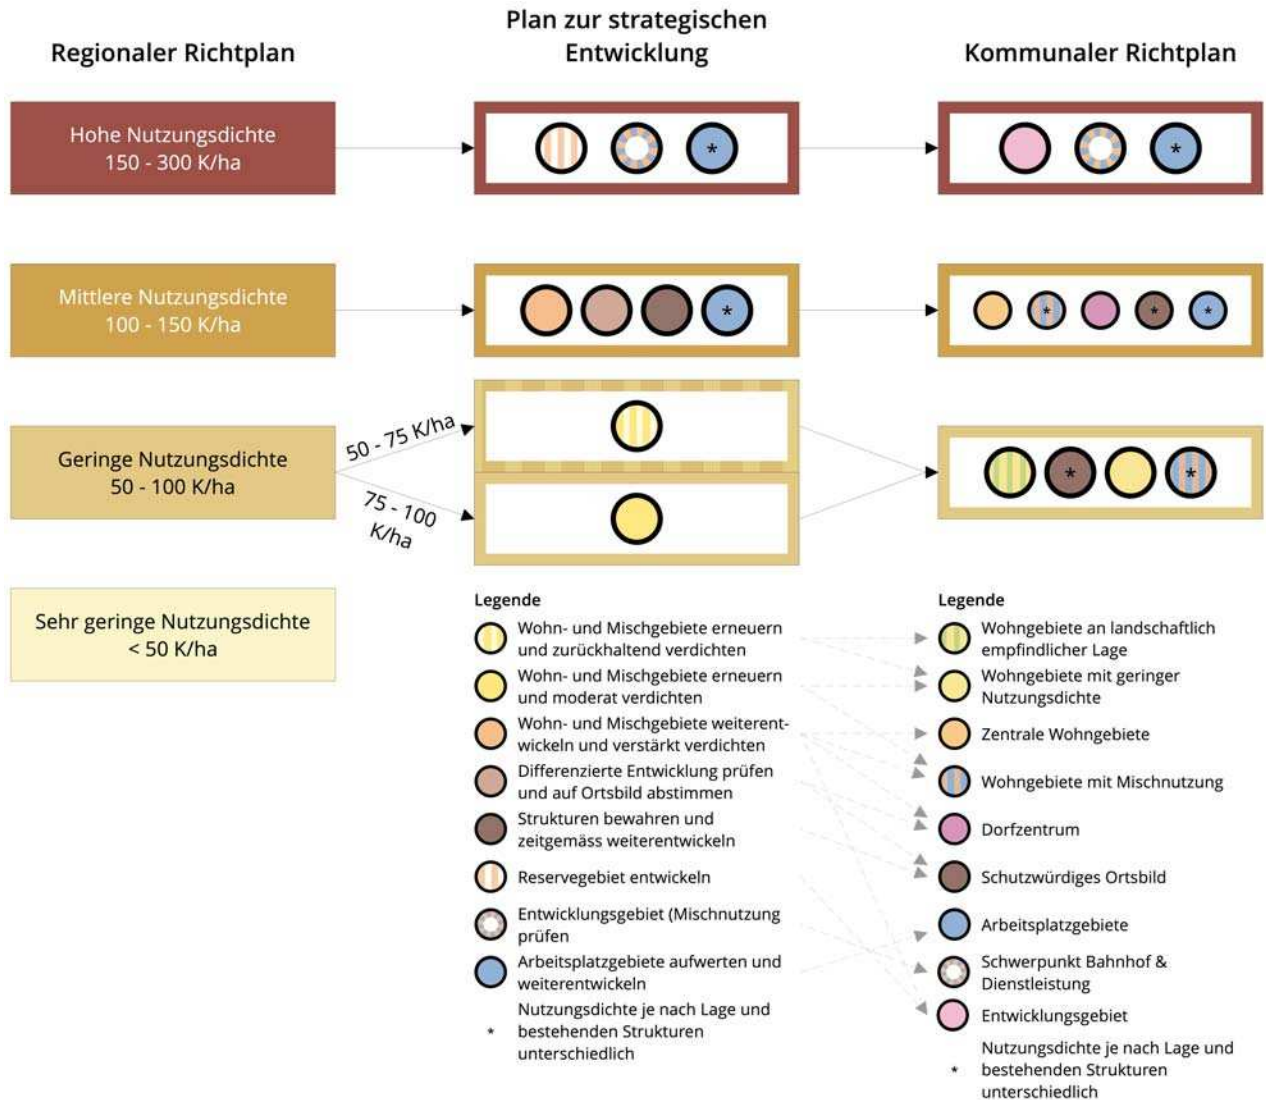 Regionaler Richtplan
Plan zur strategischen
Entwicklung
Kommunaler Richtplan
Hohe Nutzungsdichte
150 - 300 K/ha
*
*
Mittlere Nutzungsdichte
100 - 150 K/ha
*
*
*
*
Geringe Nutzungsdichte
50 - 100 K/ha
50 - 75 K/ha
75 - 100
K/ha
*
*
Sehr geringe Nutzungsdichte
< 50 K/ha
Legende
Wohn- und Mischgebiete erneuern
und zurückhaltend verdichten
Wohn- und Mischgebiete erneuern
und moderat verdichten
Wohn- und Mischgebiete weiterent-
wickeln und verstärkt verdichten
Differenzierte Entwicklung prüfen
und auf Ortsbild abstimmen
Strukturen bewahren und
zeitgemäss weiterentwickeln
Reservegebiet entwickeln
Entwicklungsgebiet (Mischnutzung
prüfen
Arbeitsplatzgebiete aufwerten und
weiterentwickeln
Nutzungsdichte je nach Lage und
* bestehenden Strukturen
unterschiedlich
Legende
Wohngebiete an landschaftlich
empfindlicher Lage
Wohngebiete mit geringer
Nutzungsdichte
Zentrale Wohngebiete
Wohngebiete mit Mischnutzung
Dorfzentrum
Schutzwürdiges Ortsbild
Arbeitsplatzgebiete
Schwerpunkt Bahnhof &
Dienstleistung
Entwicklungsgebiet
Nutzungsdichte je nach Lage und
* bestehenden Strukturen
unterschiedlich